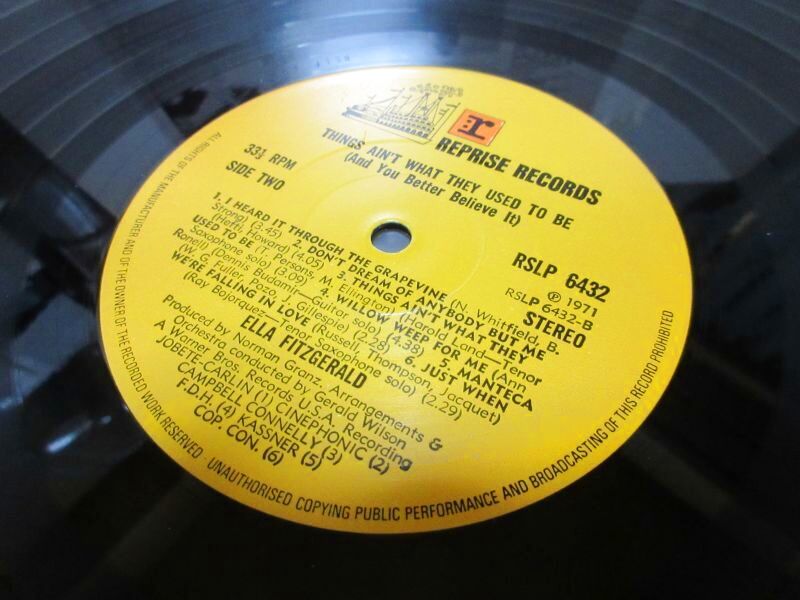 r
REPRISE RECORDS
THINGS AIN'T WHAT THEY USED TO BE
(And You Better Believe It)
33⅓ RPM
SIDE TWO
RSLP 6432
℗ 1971
RSLP 6432-B
STEREO
1. I HEARD IT THROUGH THE GRAPEVINE (N. Whitfield, B.
Strong) (3.45) 2. DON'T DREAM OF ANYBODY BUT ME
(Hefti, Howard) (4.05) 3. THINGS AIN'T WHAT THEY
USED TO BE (T. Persons, M. Ellington) (Harold Land—Tenor
Saxophone solo) (3.09) 4. WILLOW WEEP FOR ME (Ann
Ronell) (Dennis Budimir—Guitar solo) (4.38) 5. MANTECA
(W. G. Fuller, Pozo, J. Gillespie) (2.28) 6. JUST WHEN
WE'RE FALLING IN LOVE (Russell, Thompson, Jacquet)
(Ray Bojorquez—Tenor Saxophone solo) (2.29)
ELLA FITZGERALD
Produced by Norman Granz. Arrangements &
Orchestra conducted by Gerald Wilson
A Warner Bros. Records U.S.A. Recording
JOBETE, CARLIN (1) CINEPHONIC (2)
CAMPBELL CONNELLY (3)
F.D.H. (4) KASSNER (5)
COP. CON. (6)
ALL RIGHTS OF THE MANUFACTURER AND OF THE OWNER OF THE RECORDED WORK RESERVED · UNAUTHORISED COPYING PUBLIC PERFORMANCE AND BROADCASTING OF THIS RECORD PROHIBITED